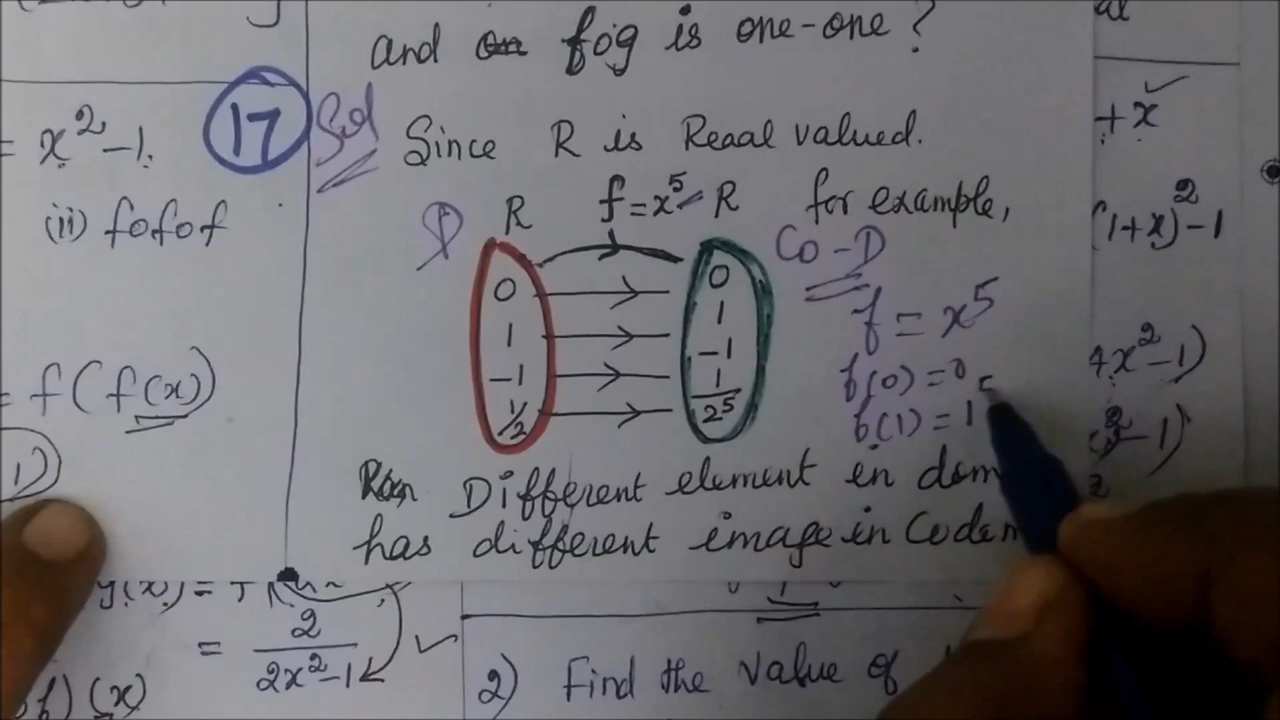 and fog is one-one?
= x² -1.
17
Sol
Since R is Reaal valued.
(ii) fofof
D
R
f = x⁵
R
for example,
Co-D
0
1
-1
1/2
0
1
-1
1/2⁵
f = x⁵
f(0) = 0
f(1) = 1
Different element in dom
has different image in Codem
= f(f(x)
1)
+ x
(1+x)² -1
4x² -1)
= 2/2x² -1
f)(x)
2) Find the value of